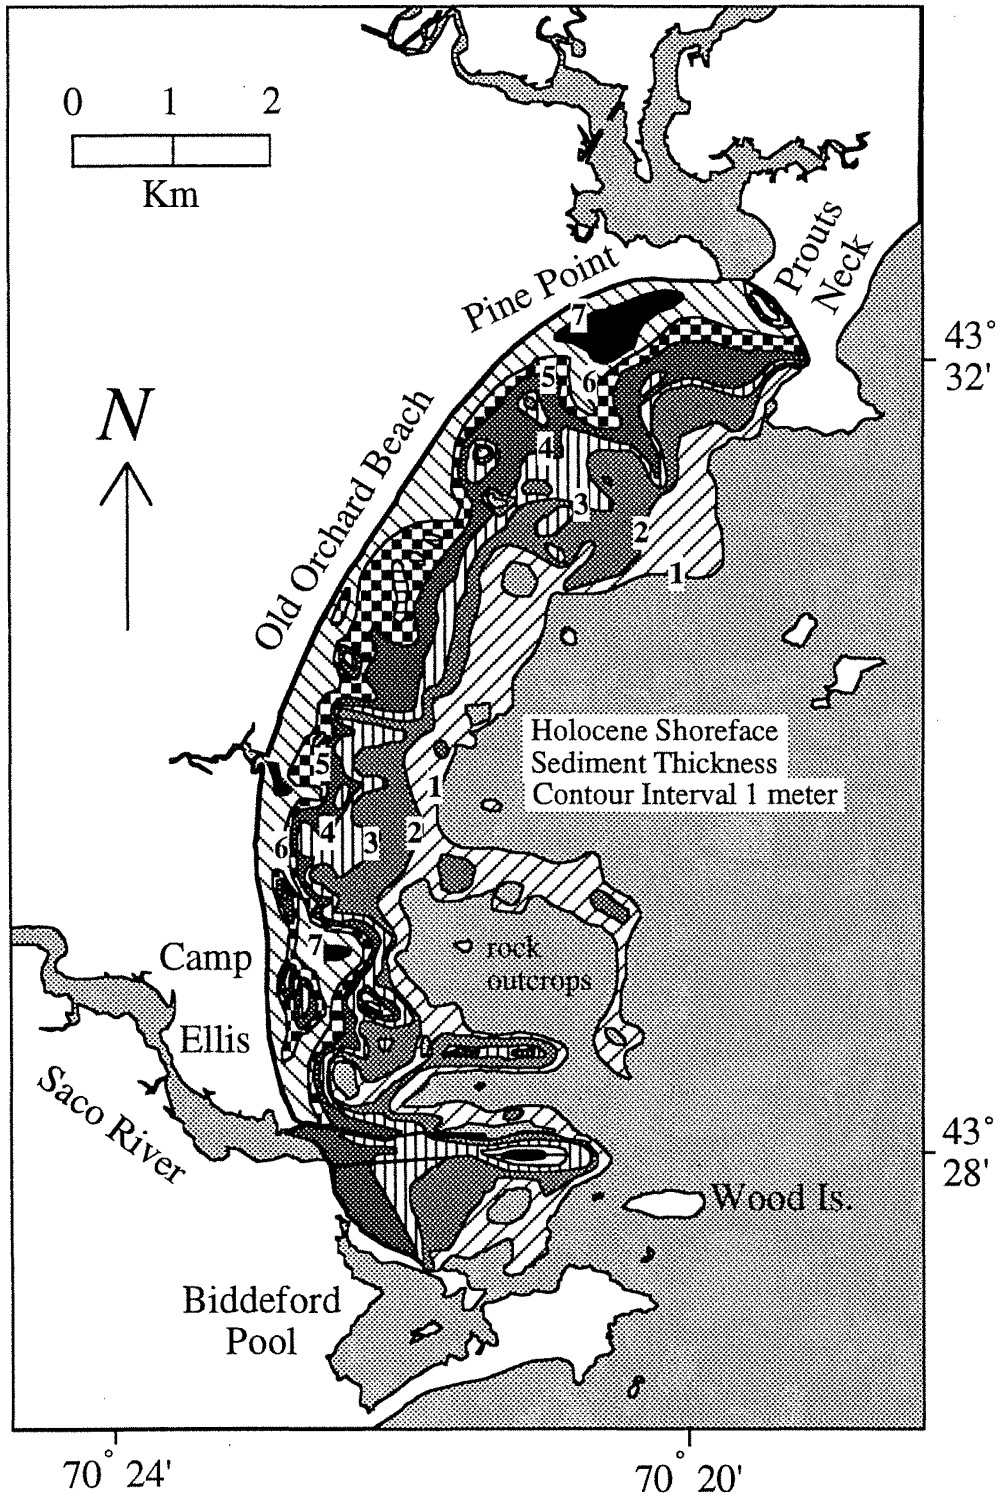 0 1 2
Km
Prouts
Neck
Pine Point
7
43°
32'
5
6
N
Old Orchard Beach
4
3
2
1
Holocene Shoreface
Sediment Thickness
Contour Interval 1 meter
5
1
4
3
2
6
7
Camp
rock
outcrops
Ellis
Saco River
43°
28'
Wood Is.
Biddeford
Pool
70° 24'
70° 20'